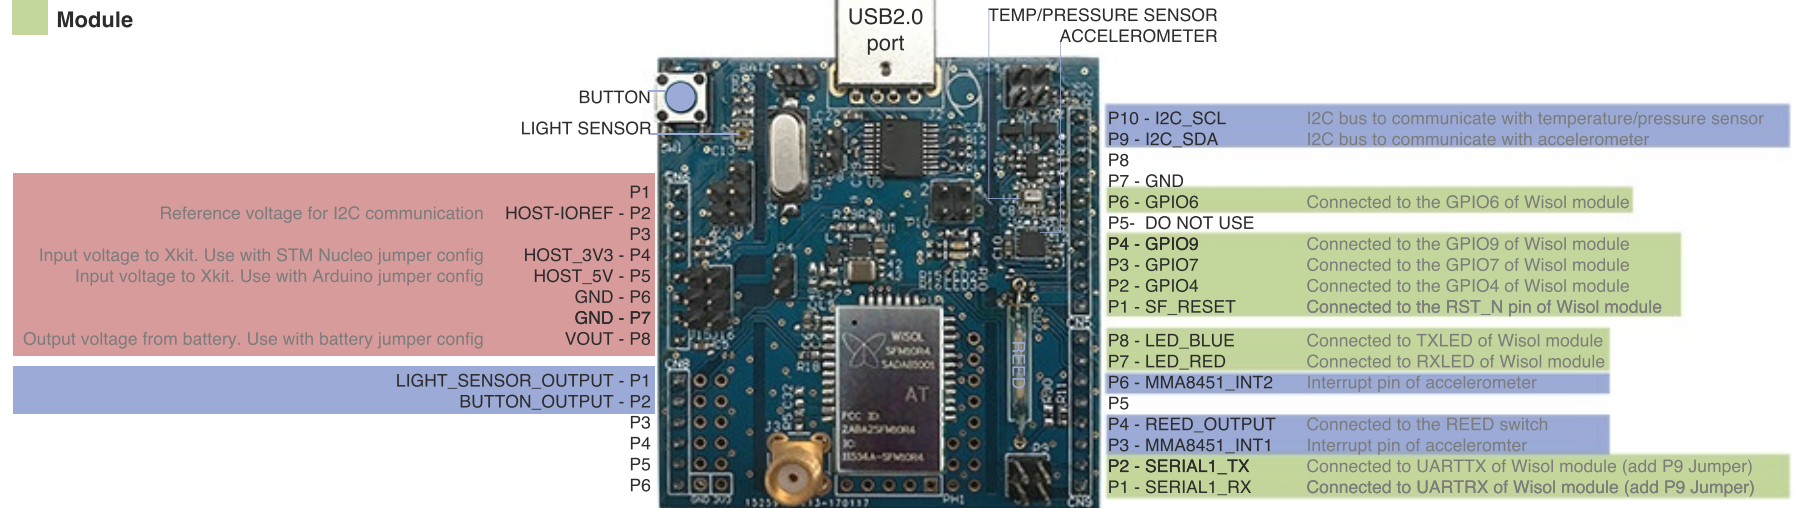 Module
USB2.0
port
TEMP/PRESSURE SENSOR
ACCELEROMETER
BUTTON
LIGHT SENSOR
P1
Reference voltage for I2C communication HOST-IOREF - P2
P3
Input voltage to Xkit. Use with STM Nucleo jumper config HOST_3V3 - P4
Input voltage to Xkit. Use with Arduino jumper config HOST_5V - P5
GND - P6
GND - P7
Output voltage from battery. Use with battery jumper config VOUT - P8
LIGHT_SENSOR_OUTPUT - P1
BUTTON_OUTPUT - P2
P3
P4
P5
P6
P10 - I2C_SCL I2C bus to communicate with temperature/pressure sensor
P9 - I2C_SDA I2C bus to communicate with accelerometer
P8
P7 - GND
P6 - GPIO6 Connected to the GPIO6 of Wisol module
P5- DO NOT USE
P4 - GPIO9 Connected to the GPIO9 of Wisol module
P3 - GPIO7 Connected to the GPIO7 of Wisol module
P2 - GPIO4 Connected to the GPIO4 of Wisol module
P1 - SF_RESET Connected to the RST_N pin of Wisol module
P8 - LED_BLUE Connected to TXLED of Wisol module
P7 - LED_RED Connected to RXLED of Wisol module
P6 - MMA8451_INT2 Interrupt pin of accelerometer
P5
P4 - REED_OUTPUT Connected to the REED switch
P3 - MMA8451_INT1 Interrupt pin of acceleromter
P2 - SERIAL1_TX Connected to UARTTX of Wisol module (add P9 Jumper)
P1 - SERIAL1_RX Connected to UARTRX of Wisol module (add P9 Jumper)
REED
WiSOL
SFM60R4
AT
FCC ID:
2ABA2SFM60R4
IC:
11534A-SFM60R4